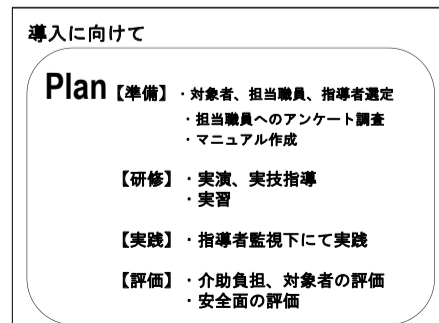 導入に向けて
Plan【準備】・対象者、担当職員、指導者選定
・担当職員へのアンケート調査
・マニュアル作成
【研修】・実演、実技指導
・実習
【実践】・指導者監視下にて実践
【評価】・介助負担、対象者の評価
・安全面の評価